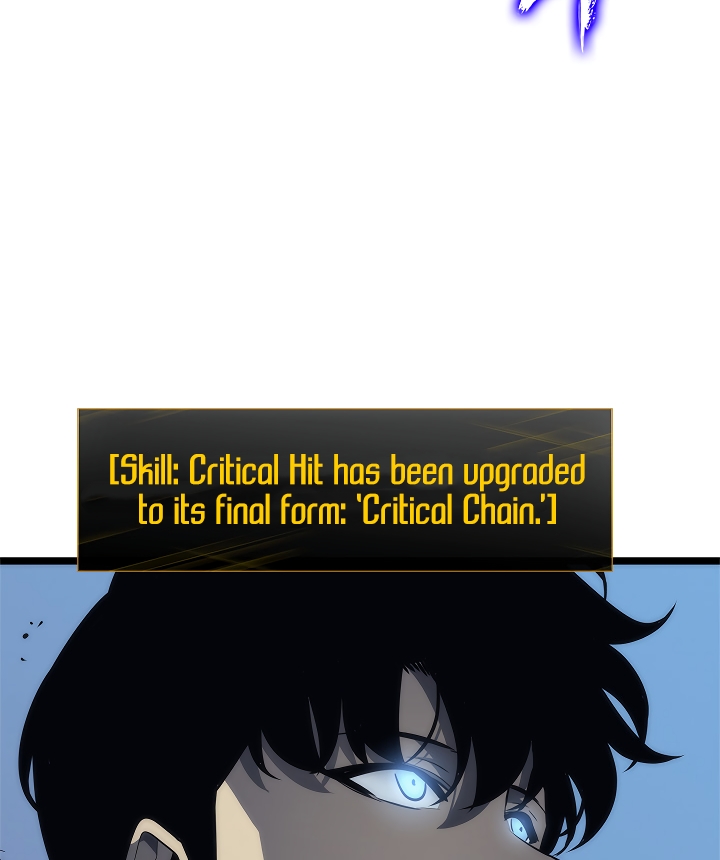 [Skill: Critical Hit has been upgraded
to its final form: ‘Critical Chain.’]